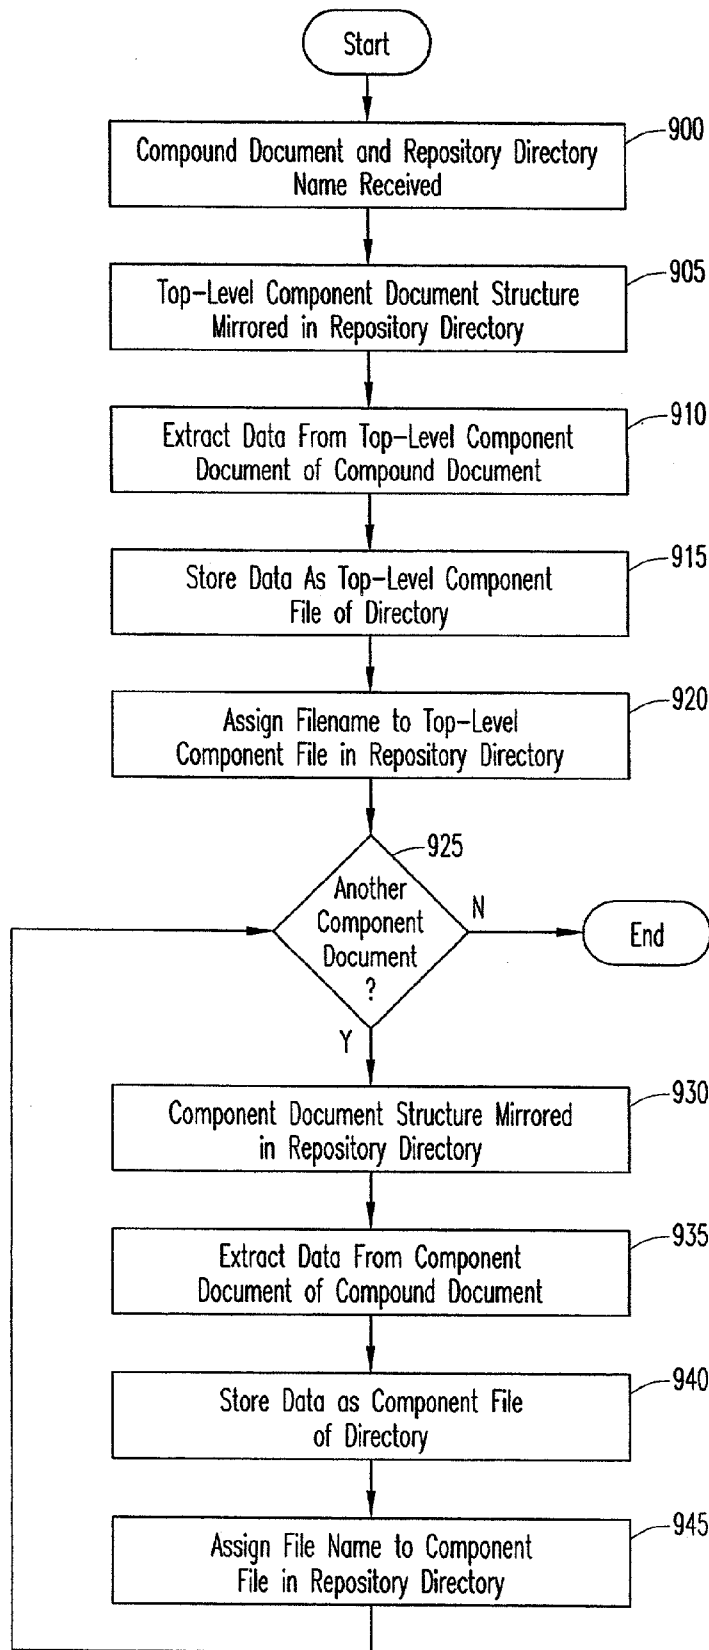 Start
Compound Document and Repository Directory
Name Received
900
Top-Level Component Document Structure
Mirrored in Repository Directory
905
Extract Data From Top-Level Component
Document of Compound Document
910
Store Data As Top-Level Component
File of Directory
915
Assign Filename to Top-Level
Component File in Repository Directory
920
925
Another
Component
Document
?
N
End
Y
Component Document Structure Mirrored
in Repository Directory
930
Extract Data From Component
Document of Compound Document
935
Store Data as Component File
of Directory
940
Assign File Name to Component
File in Repository Directory
945